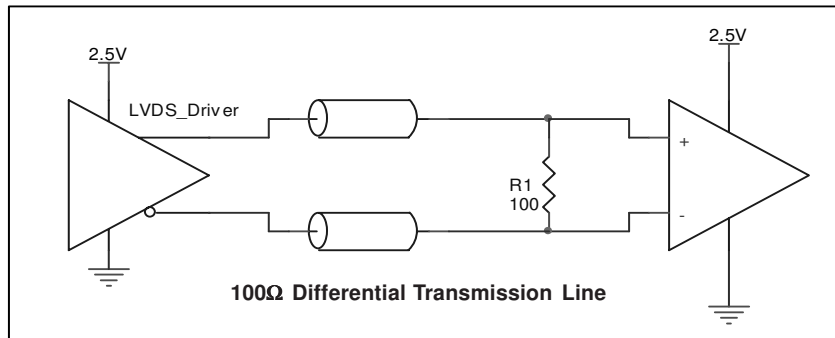 2.5V
2.5V
LVDS_Driver
+
R1
100
-
100Ω Differential Transmission Line